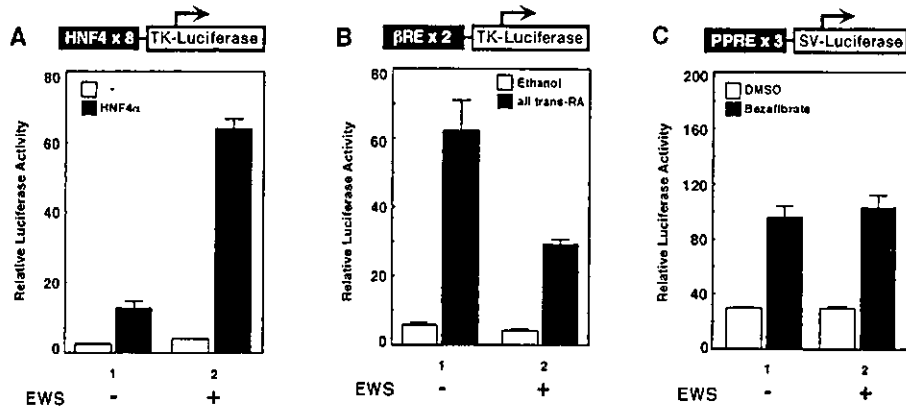 A
HNF4 x 8 TK-Luciferase
Relative Luciferase Activity
80
60
40
20
0
-
HNF4α
1 2
EWS - +
B
βRE x 2 TK-Luciferase
Relative Luciferase Activity
80
60
40
20
0
Ethanol
all trans-RA
1 2
- +
C
PPRE x 3 SV-Luciferase
Relative Luciferase Activity
200
160
120
80
40
0
DMSO
Bezafibrate
1 2
EWS - +